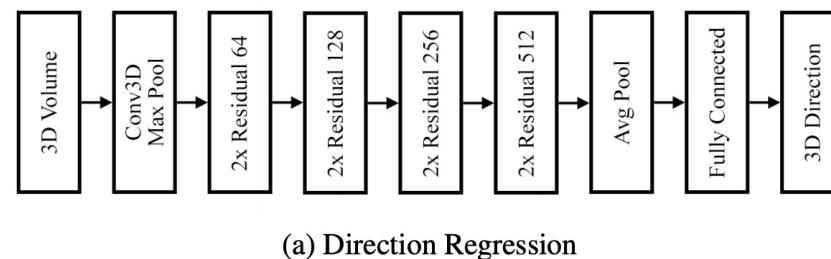 3D Volume
Conv3D
Max Pool
2x Residual 64
2x Residual 128
2x Residual 256
2x Residual 512
Avg Pool
Fully Connected
3D Direction
(a) Direction Regression